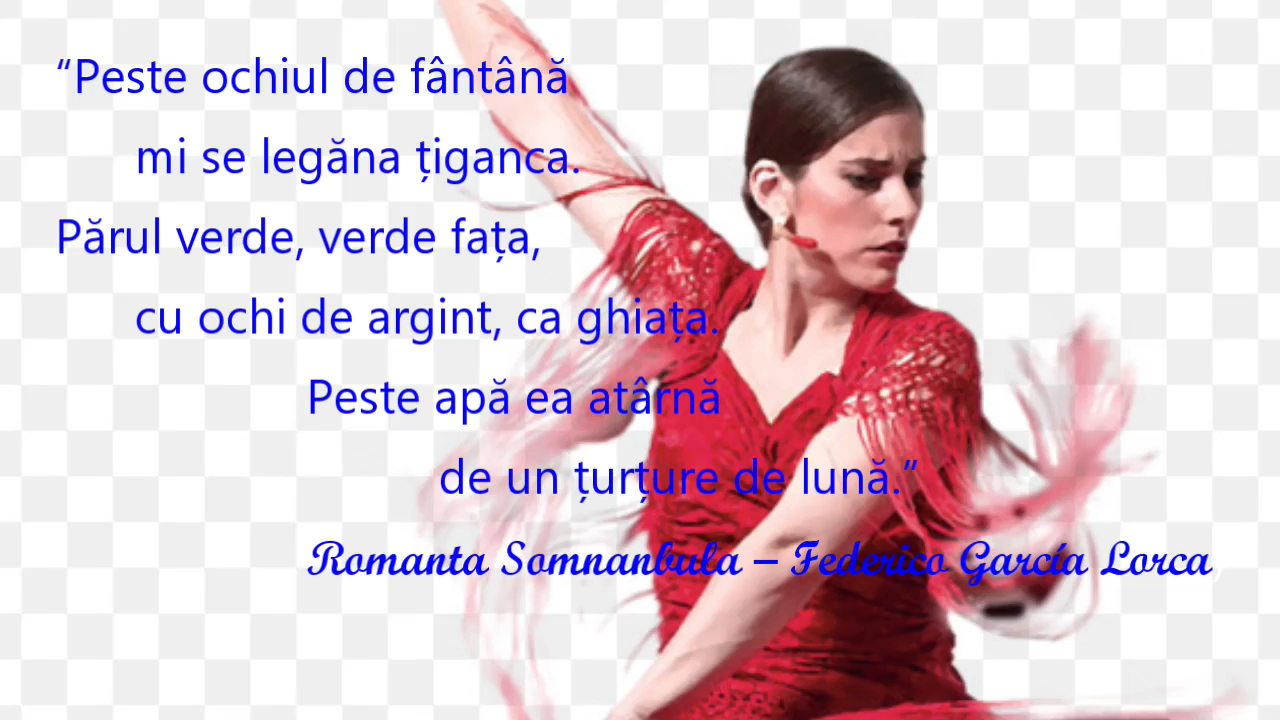 “Peste ochiul de fântână
mi se legăna țiganca.
Părul verde, verde fața,
cu ochi de argint, ca ghiața.
Peste apă ea atârnă
de un țurțure de lună.”
Romanta Somnanbula – Federico García Lorca